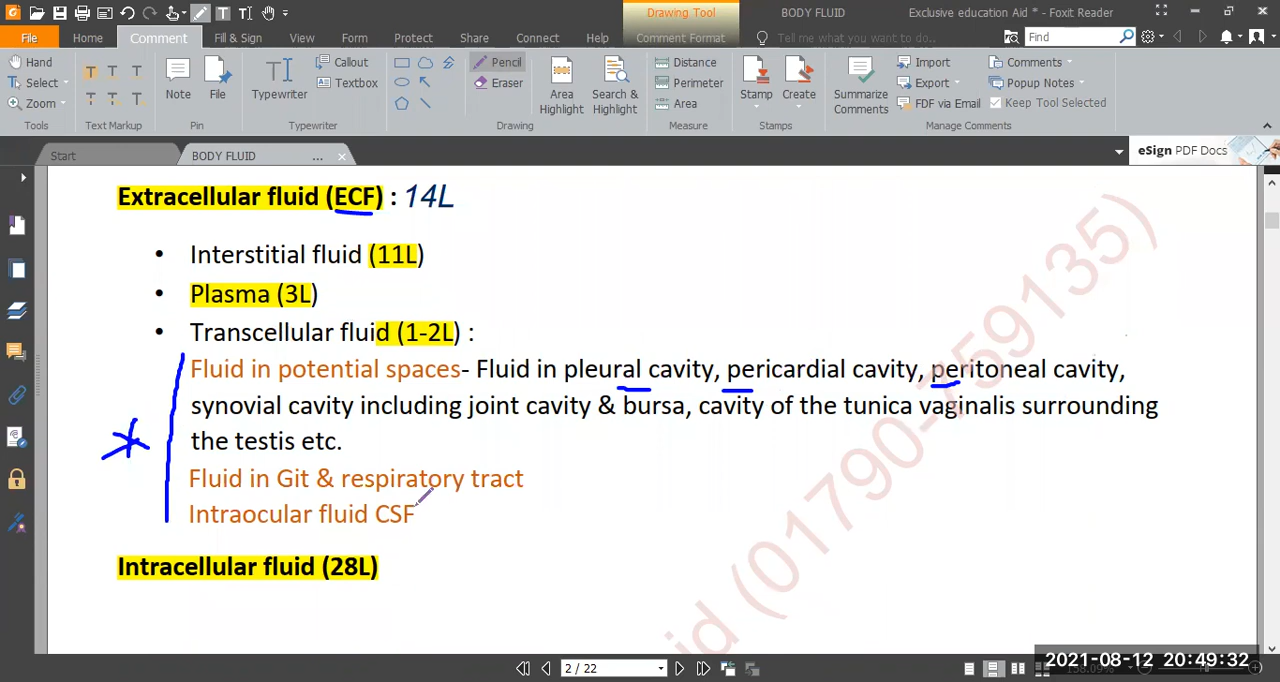 Drawing Tool
BODY FLUID
Exclusive education Aid * - Foxit Reader
File
Home
Comment
Fill & Sign
View
Form
Protect
Share
Connect
Help
Comment Format
Tell me what you want to do..
Find
Hand
Select
Zoom
Tools
Text Markup
Note
File
Pin
Typewriter
Callout
Textbox
Typewriter
Pencil
Eraser
Area Highlight
Search & Highlight
Drawing
Distance
Perimeter
Area
Measure
Stamp
Create
Stamps
Summarize Comments
Import
Export
FDF via Email
Comments
Popup Notes
Keep Tool Selected
Manage Comments
Start
BODY FLUID ...
eSign PDF Docs
Extracellular fluid (ECF) : 14L
• Interstitial fluid (11L)
• Plasma (3L)
• Transcellular fluid (1-2L) :
Fluid in potential spaces- Fluid in pleural cavity, pericardial cavity, peritoneal cavity,
synovial cavity including joint cavity & bursa, cavity of the tunica vaginalis surrounding
the testis etc.
Fluid in Git & respiratory tract
Intraocular fluid CSF
Intracellular fluid (28L)
id (01790-759135)
2 / 22
2021-08-12 20:49:32